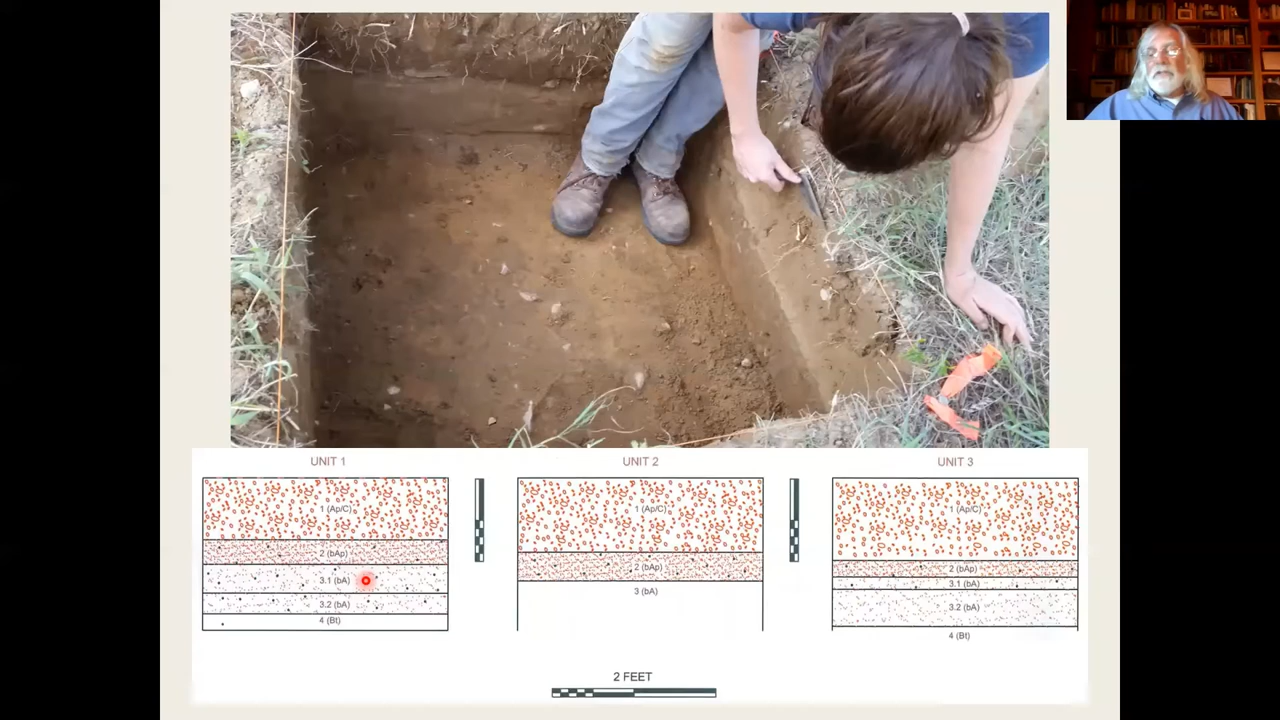 UNIT 1
UNIT 2
UNIT 3
1 (Ap/C)
2 (bAp)
3.1 (bA)
3.2 (bA)
4 (Bt)
1 (Ap/C)
2 (bAp)
3 (bA)
1 (Ap/C)
2 (bAp)
3.1 (bA)
3.2 (bA)
4 (Bt)
2 FEET